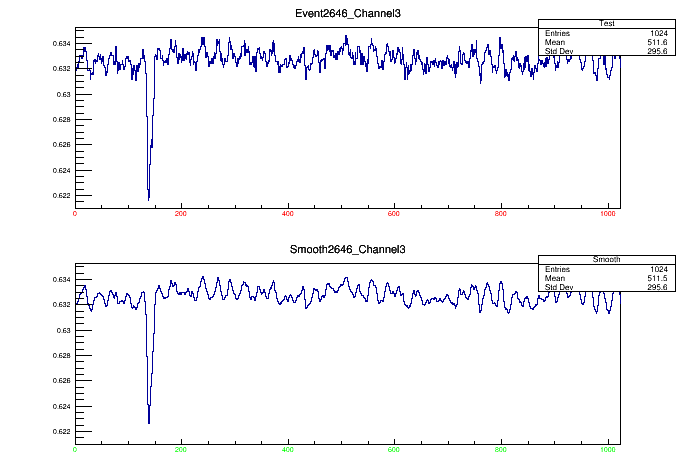 Event2646_Channel3
Test
Entries 1024
Mean 511.6
Std Dev 295.6
0.634
0.632
0.63
0.628
0.626
0.624
0.622
0 200 400 600 800 1000
Smooth2646_Channel3
Smooth
Entries 1024
Mean 511.5
Std Dev 295.6
0.634
0.632
0.63
0.628
0.626
0.624
0.622
0 200 400 600 800 1000